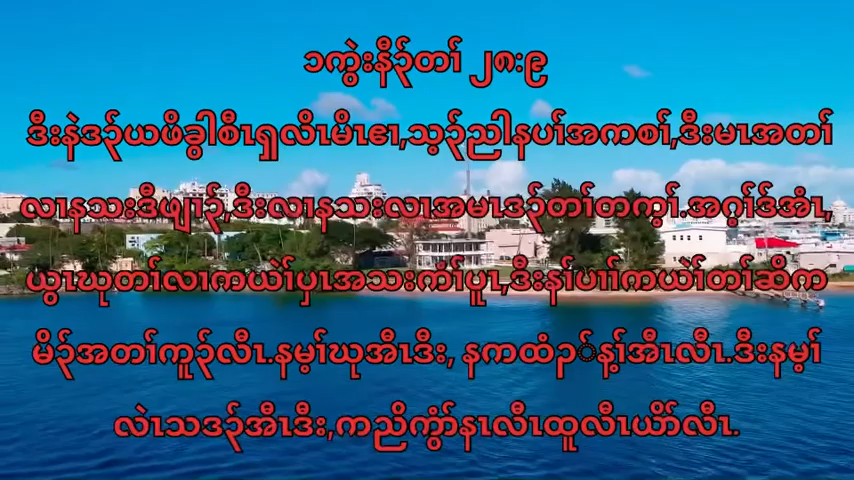 ၁ကွဲးနီၣ်တၢ် ၂၈:၉
ဒီးနဲဒၣ်ယဖိခွါစီၤရှလိၤမိၤဧၤ,သ့ၣ်ညါနပၢ်အကစၢ်,ဒီးမၤအတၢ်
လၢနသးဒီဖျါၣ်,ဒီးလၢနသးလၢအမၤဒၣ်တၢ်တကွၢ်.အဂ့ၢ်ဒ်အံၤ,
ယွၤဃုတၢ်လၢကယဲၢ်ပှၤအသးကံၢ်ပူၤ,ဒီးနၢ်ပၢၢ်ကယဲၢ်တၢ်ဆိက
မိၣ်အတၢ်ကူၣ်လီၤ.နမ့ၢ်ဃုအီၤဒီး, နကထံၣ်န့ၢ်အီၤလီၤ.ဒီးနမ့ၢ်
လဲၤသဒၣ်အီၤဒီး,ကညိကွံာ်နၤလီၤထူလီၤယိာ်လီၤ.